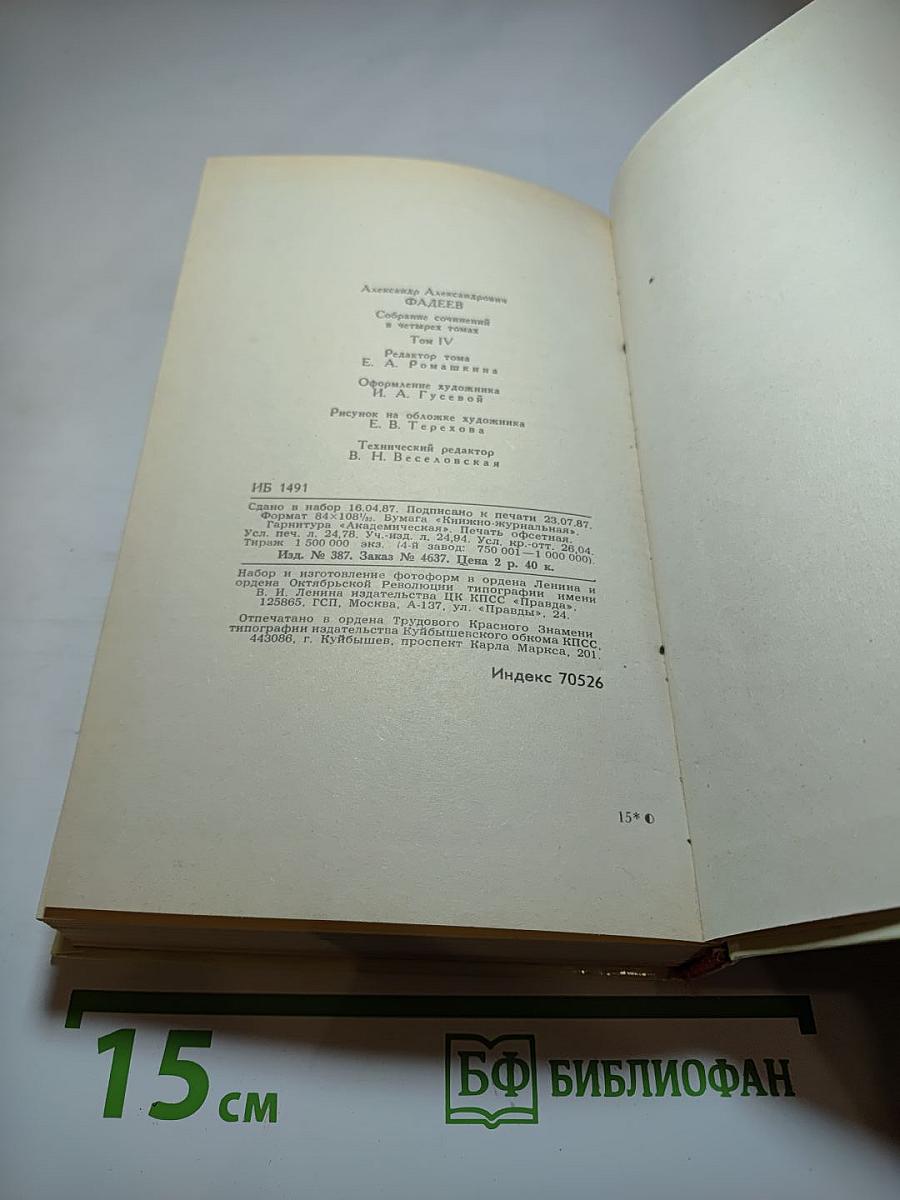 Александр Александрович
ФАДЕЕВ
Собрание сочинений
в четырех томах
Том IV
Редактор тома
Е. А. Ромашкина
Оформление художника
И. А. Гусевой
Рисунок на обложке художника
Е. В. Терехова
Технический редактор
В. Н. Веселовская
ИБ 1491
Сдано в набор 16.04.87. Подписано к печати 23.07.87.
Формат 84×108¹/₃₂. Бумага «Книжно-журнальная».
Гарнитура «Академическая». Печать офсетная.
Усл. печ. л. 24,78. Уч.-изд. л. 24,94. Усл. кр.-отт. 26,04.
Тираж 1 500 000 экз. (4-й завод: 750 001—1 000 000).
Изд. № 387. Заказ № 4637. Цена 2 р. 40 к.
Набор и изготовление фотоформ в ордена Ленина и
ордена Октябрьской Революции типографии имени
В. И. Ленина издательства ЦК КПСС «Правда».
125865, ГСП, Москва, А-137, ул. «Правды», 24.
Отпечатано в ордена Трудового Красного Знамени
типографии издательства Куйбышевского обкома КПСС.
443086, г. Куйбышев, проспект Карла Маркса, 201.
Индекс 70526
15*
15 см
БФ БИБЛИОФАН